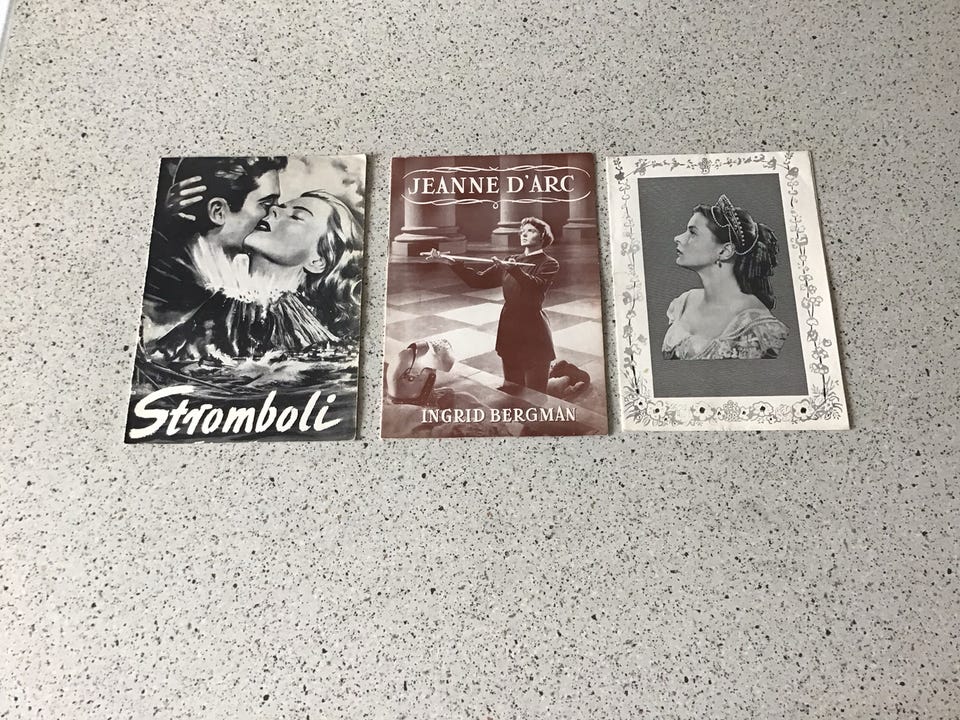 Stromboli
JEANNE D'ARC
INGRID BERGMAN